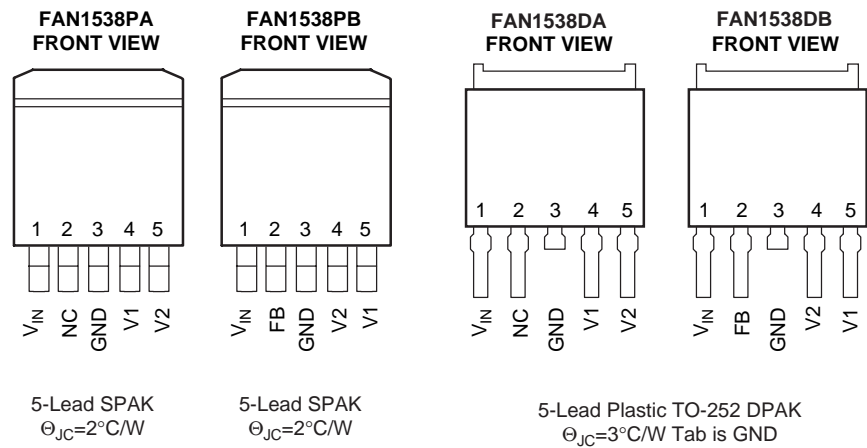 FAN1538PA
FRONT VIEW
FAN1538PB
FRONT VIEW
FAN1538DA
FRONT VIEW
FAN1538DB
FRONT VIEW
1 2 3 4 5
1 2 3 4 5
1 2 3 4 5
1 2 3 4 5
VIN NC GND V1 V2
VIN FB GND V2 V1
VIN NC GND V1 V2
VIN FB GND V2 V1
5-Lead SPAK
ΘJC=2°C/W
5-Lead SPAK
ΘJC=2°C/W
5-Lead Plastic TO-252 DPAK
ΘJC=3°C/W Tab is GND